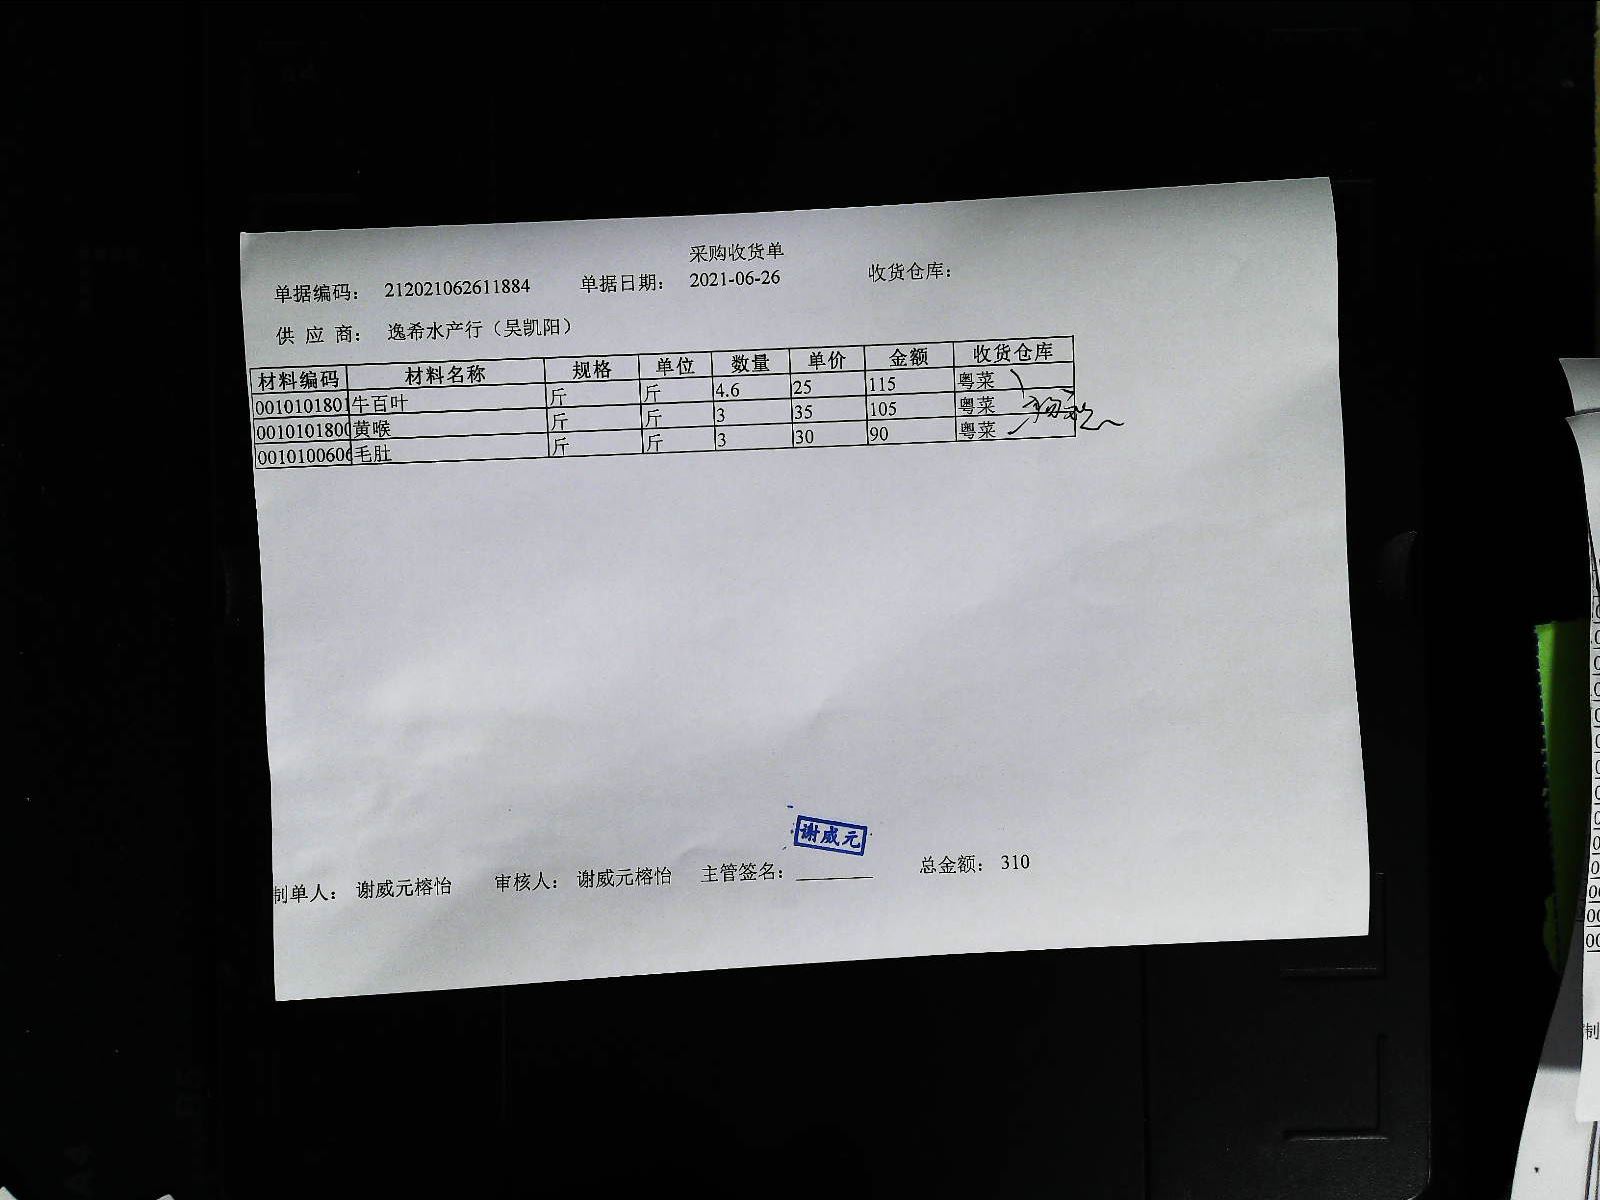 采购收货单
单据编码： 212021062611884 单据日期： 2021-06-26 收货仓库：
供 应 商： 逸希水产行（吴凯阳）
材料编码 材料名称 规格 单位 数量 单价 金额 收货仓库
001010180 牛百叶 斤 斤 4.6 25 115 粤菜
001010180 黄喉 斤 斤 3 35 105 粤菜
001010060 毛肚 斤 斤 3 30 90 粤菜
谢威元
制单人： 谢威元榕怡 审核人： 谢威元榕怡 主管签名： 总金额： 310